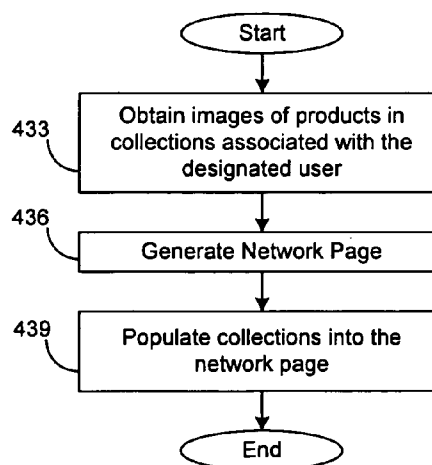 Start
433
Obtain images of products in
collections associated with the
designated user
436
Generate Network Page
439
Populate collections into the
network page
End